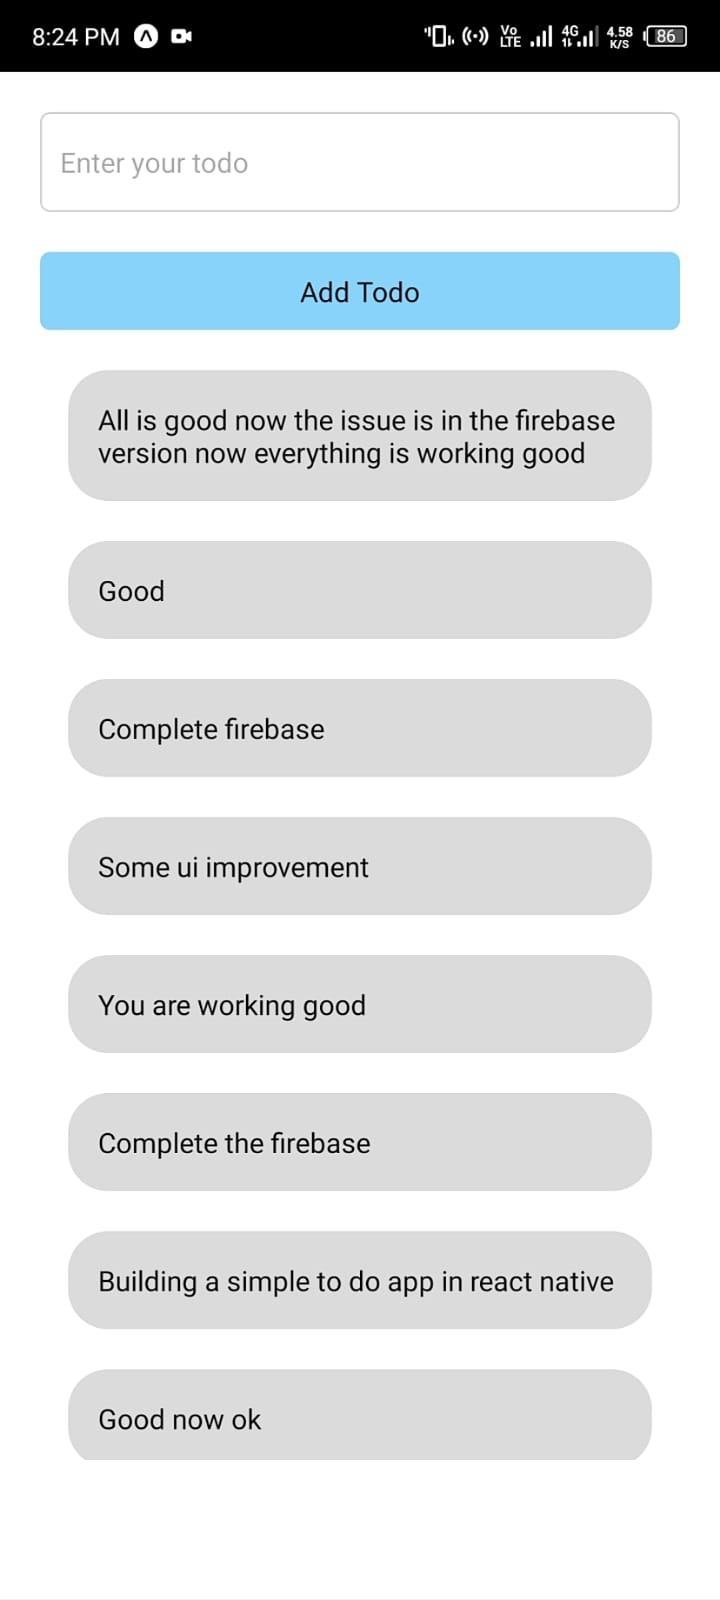 8:24 PM
Vo LTE 4G 4.58 K/S 86
Enter your todo
Add Todo
All is good now the issue is in the firebase
version now everything is working good
Good
Complete firebase
Some ui improvement
You are working good
Complete the firebase
Building a simple to do app in react native
Good now ok